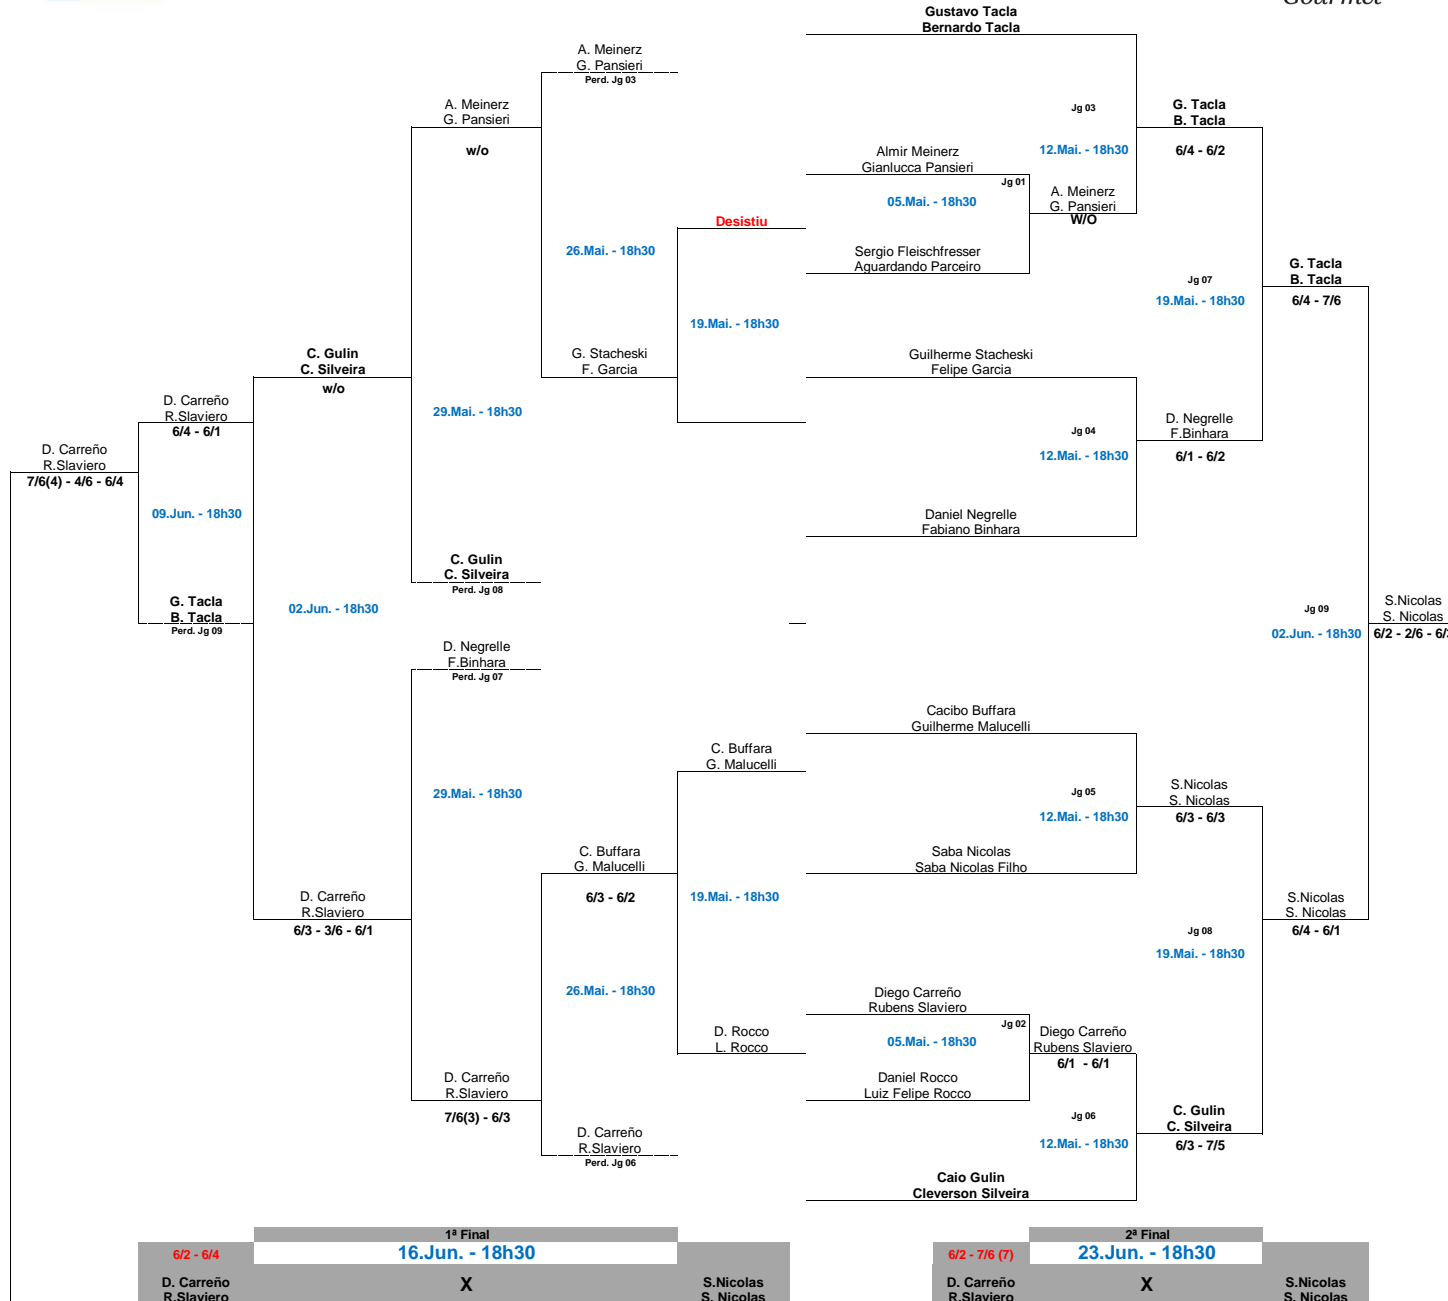 Gourmet
Gustavo Tacla
Bernardo Tacla
A. Meinerz
G. Pansieri
Perd. Jg 03
A. Meinerz
G. Pansieri
w/o
Jg 03
12.Mai. - 18h30
G. Tacla
B. Tacla
6/4 - 6/2
Almir Meinerz
Gianlucca Pansieri
Jg 01
05.Mai. - 18h30
A. Meinerz
G. Pansieri
W/O
Desistiu
26.Mai. - 18h30
Sergio Fleischfresser
Aguardando Parceiro
Jg 07
19.Mai. - 18h30
G. Tacla
B. Tacla
6/4 - 7/6
19.Mai. - 18h30
C. Gulin
C. Silveira
w/o
G. Stacheski
F. Garcia
Guilherme Stacheski
Felipe Garcia
D. Carreño
R.Slaviero
6/4 - 6/1
29.Mai. - 18h30
Jg 04
12.Mai. - 18h30
D. Negrelle
F.Binhara
6/1 - 6/2
D. Carreño
R.Slaviero
7/6(4) - 4/6 - 6/4
09.Jun. - 18h30
Daniel Negrelle
Fabiano Binhara
C. Gulin
C. Silveira
Perd. Jg 08
G. Tacla
B. Tacla
Perd. Jg 09
02.Jun. - 18h30
Jg 09
02.Jun. - 18h30
S.Nicolas
S. Nicolas
6/2 - 2/6 - 6/3
D. Negrelle
F.Binhara
Perd. Jg 07
Cacibo Buffara
Guilherme Malucelli
C. Buffara
G. Malucelli
29.Mai. - 18h30
Jg 05
12.Mai. - 18h30
S.Nicolas
S. Nicolas
6/3 - 6/3
C. Buffara
G. Malucelli
6/3 - 6/2
Saba Nicolas
Saba Nicolas Filho
19.Mai. - 18h30
D. Carreño
R.Slaviero
6/3 - 3/6 - 6/1
S.Nicolas
S. Nicolas
6/4 - 6/1
Jg 08
19.Mai. - 18h30
26.Mai. - 18h30
Diego Carreño
Rubens Slaviero
Jg 02
05.Mai. - 18h30
D. Rocco
L. Rocco
Diego Carreño
Rubens Slaviero
6/1 - 6/1
D. Carreño
R.Slaviero
7/6(3) - 6/3
Daniel Rocco
Luiz Felipe Rocco
Jg 06
12.Mai. - 18h30
C. Gulin
C. Silveira
6/3 - 7/5
D. Carreño
R.Slaviero
Perd. Jg 06
Caio Gulin
Cleverson Silveira
1ª Final
6/2 - 6/4
16.Jun. - 18h30
D. Carreño
R.Slaviero
X
S.Nicolas
S. Nicolas
2ª Final
6/2 - 7/6 (7)
23.Jun. - 18h30
D. Carreño
R.Slaviero
X
S.Nicolas
S. Nicolas